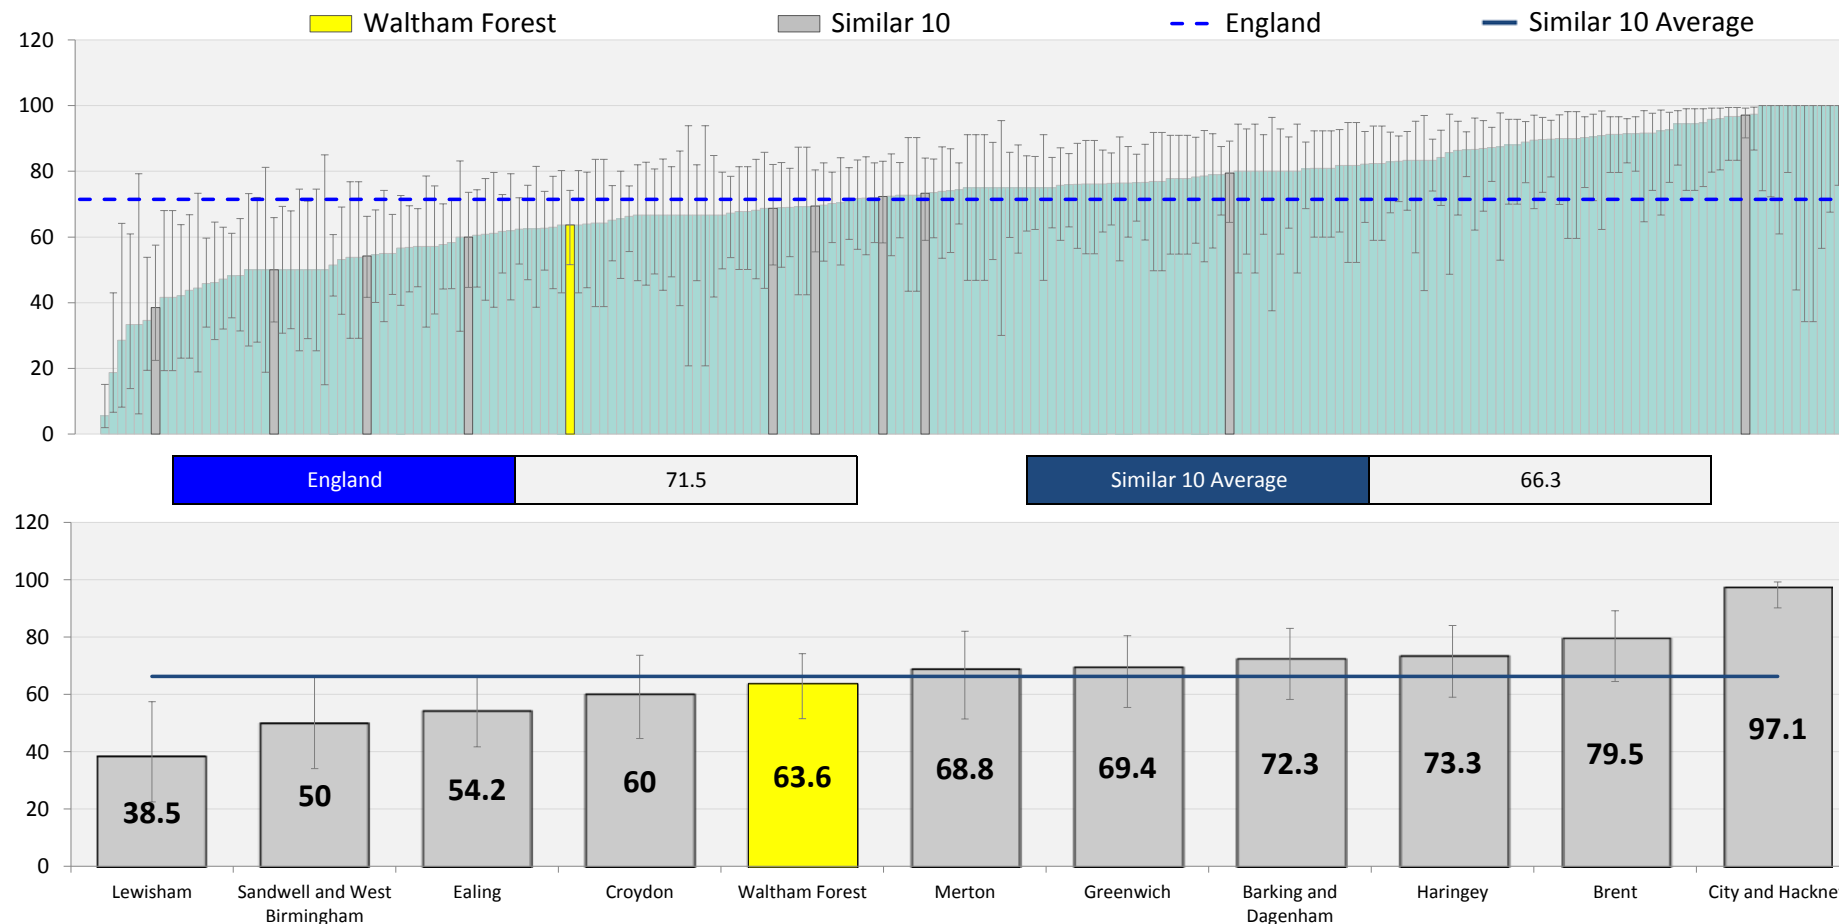 Waltham Forest Similar 10 England Similar 10 Average
120
100
80
60
40
20
0
England 71.5 Similar 10 Average 66.3
120
100
80
60
40
20
0
38.5 50 54.2 60 63.6 68.8 69.4 72.3 73.3 79.5 97.1
Lewisham Sandwell and West Ealing Croydon Waltham Forest Merton Greenwich Barking and Haringey Brent City and Hackne
Birmingham Dagenham